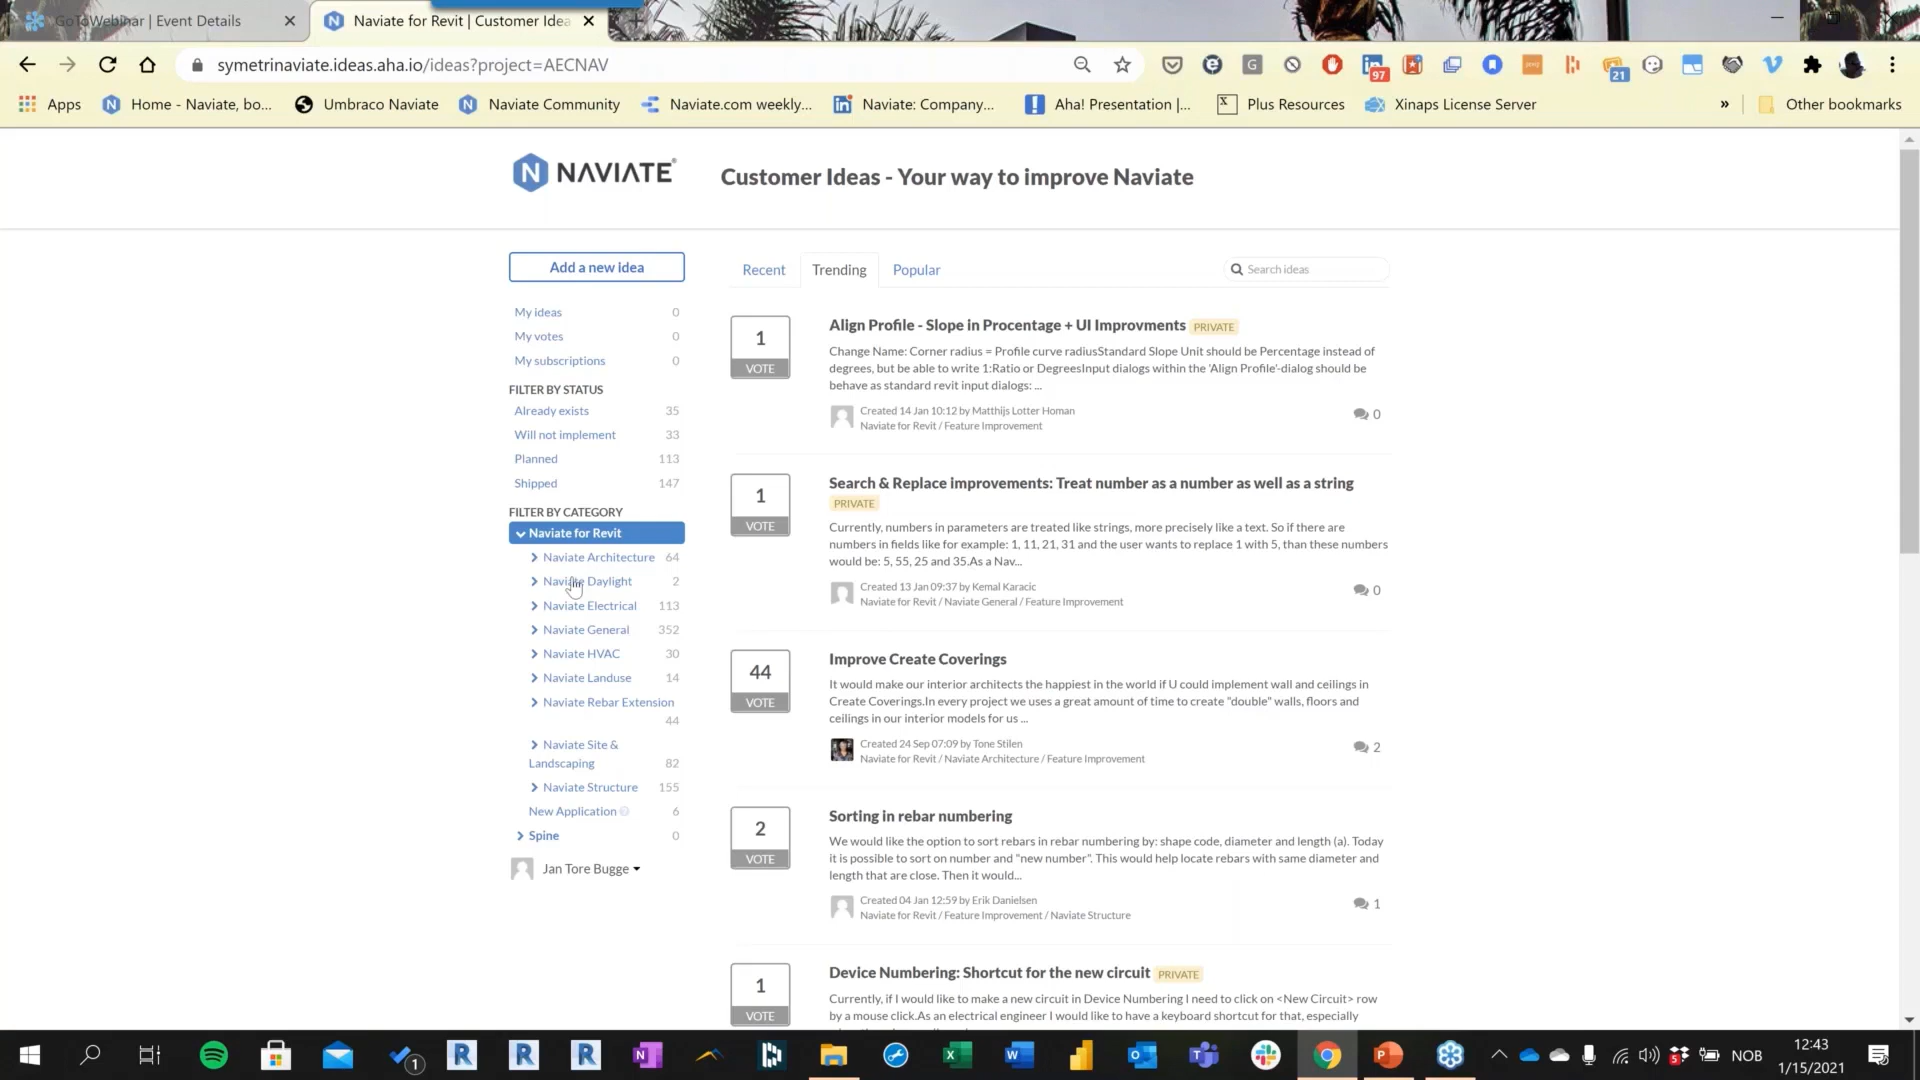 GoToWebinar | Event Details
Naviate for Revit | Customer Idea
symetrinaviate.ideas.aha.io/ideas?project=AECNAV
97
21
Apps
Home - Naviate, bo...
Umbraco Naviate
Naviate Community
Naviate.com weekly...
Naviate: Company...
Aha! Presentation |...
Plus Resources
Xinaps License Server
»
Other bookmarks
NAVIATE
Customer Ideas - Your way to improve Naviate
Add a new idea
My ideas 0
My votes 0
My subscriptions 0
FILTER BY STATUS
Already exists 35
Will not implement 33
Planned 113
Shipped 147
FILTER BY CATEGORY
Naviate for Revit
Naviate Architecture 64
Naviate Daylight 2
Naviate Electrical 113
Naviate General 352
Naviate HVAC 30
Naviate Landuse 14
Naviate Rebar Extension
44
Naviate Site &
Landscaping 82
Naviate Structure 155
New Application 6
Spine 0
Jan Tore Bugge
Recent
Trending
Popular
Search ideas
1
VOTE
Align Profile - Slope in Procentage + UI Improvments PRIVATE
Change Name: Corner radius = Profile curve radiusStandard Slope Unit should be Percentage instead of
degrees, but be able to write 1:Ratio or DegreesInput dialogs within the 'Align Profile'-dialog should be
behave as standard revit input dialogs: ...
Created 14 Jan 10:12 by Matthijs Lotter Homan
Naviate for Revit / Feature Improvement
0
1
VOTE
Search & Replace improvements: Treat number as a number as well as a string
PRIVATE
Currently, numbers in parameters are treated like strings, more precisely like a text. So if there are
numbers in fields like for example: 1, 11, 21, 31 and the user wants to replace 1 with 5, than these numbers
would be: 5, 55, 25 and 35.As a Nav...
Created 13 Jan 09:37 by Kemal Karacic
Naviate for Revit / Naviate General / Feature Improvement
0
44
VOTE
Improve Create Coverings
It would make our interior architects the happiest in the world if U could implement wall and ceilings in
Create Coverings.In every project we uses a great amount of time to create "double" walls, floors and
ceilings in our interior models for us ...
Created 24 Sep 07:09 by Tone Stilen
Naviate for Revit / Naviate Architecture / Feature Improvement
2
2
VOTE
Sorting in rebar numbering
We would like the option to sort rebars in rebar numbering by: shape code, diameter and length (a). Today
it is possible to sort on number and "new number". This would help locate rebars with same diameter and
length that are close. Then it would...
Created 04 Jan 12:59 by Erik Danielsen
Naviate for Revit / Feature Improvement / Naviate Structure
1
1
VOTE
Device Numbering: Shortcut for the new circuit PRIVATE
Currently, if I would like to make a new circuit in Device Numbering I need to click on <New Circuit> row
by a mouse click.As an electrical engineer I would like to have a keyboard shortcut for that, especially
NOB
12:43
1/15/2021